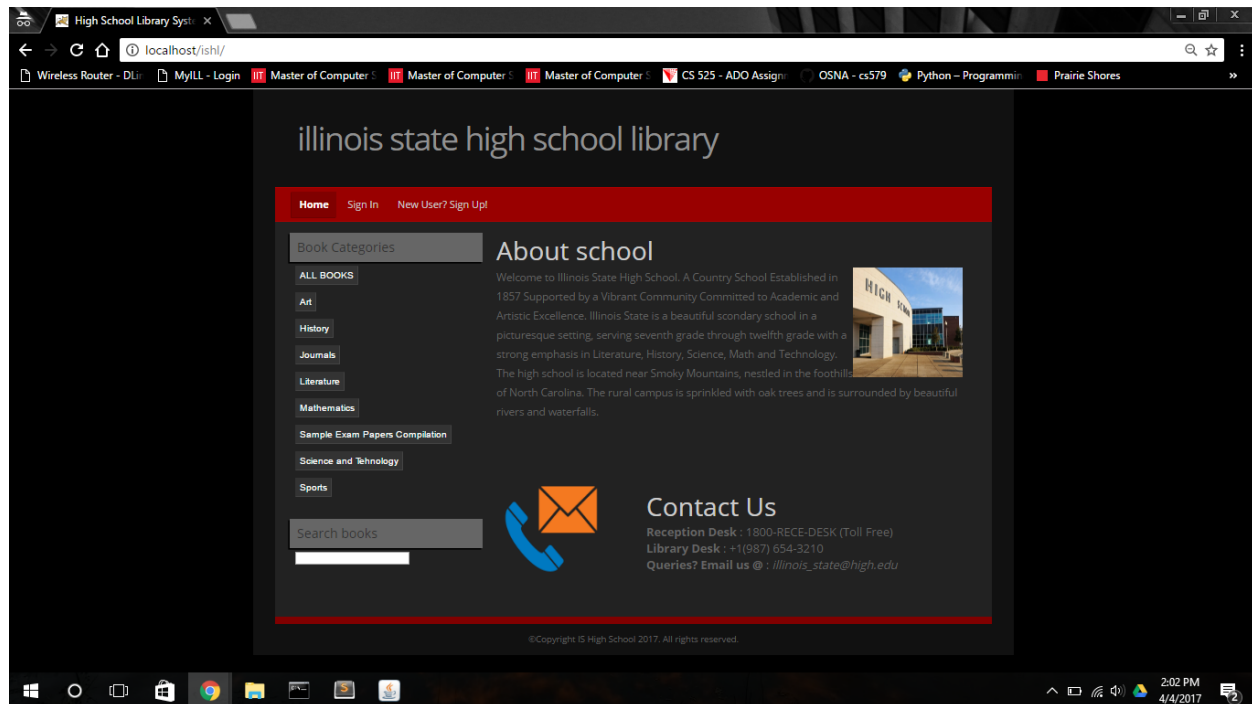 High School Library Syste
localhost/ishl/
Wireless Router - DLi
MyILL - Login
IIT Master of Computer S
IIT Master of Comp
IIT Master of Computer S
CS 525 - ADO Assign
OSNA - cs579
Python – Programmin
Prairie Shores
»
illinois state high school library
Home Sign In New User? Sign Up!
Book Categories
ALL BOOKS
Art
History
Journals
Literature
Mathematics
Sample Exam Papers Compilation
Science and Tehnology
Sports
Search books
About school
Welcome to Illinois State High School. A Country School Established in
1857 Supported by a Vibrant Community Committed to Academic and
Artistic Excellence. Illinois State is a beautiful scondary school in a
picturesque setting, serving seventh grade through twelfth grade with a
strong emphasis in Literature, History, Science, Math and Technology.
The high school is located near Smoky Mountains, nestled in the foothills
of North Carolina. The rural campus is sprinkled with oak trees and is surrounded by beautiful
rivers and waterfalls.
HIGH SCHOOL
Contact Us
Reception Desk : 1800-RECE-DESK (Toll Free)
Library Desk : +1(987) 654-3210
Queries? Email us @ : illinois_state@high.edu
©Copyright IS High School 2017. All rights reserved.
2:02 PM
4/4/2017
2